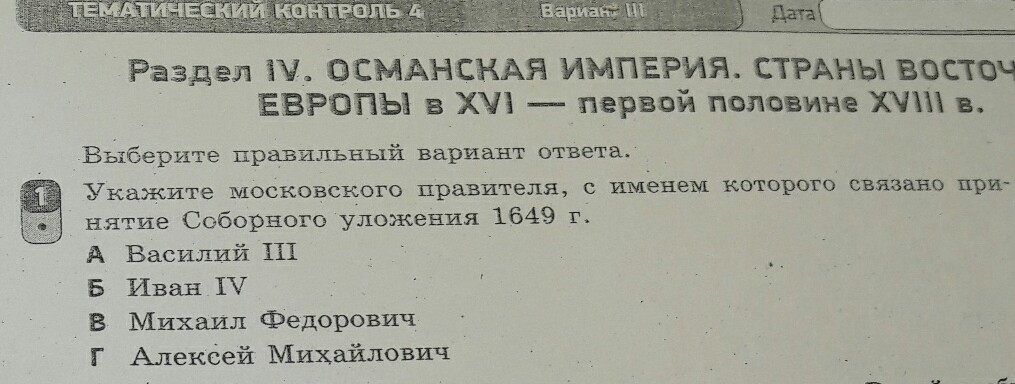 ТЕМАТИЧЕСКИЙ КОНТРОЛЬ 4 Вариант III Дата
Раздел IV. ОСМАНСКАЯ ИМПЕРИЯ. СТРАНЫ ВОСТОЧ
ЕВРОПЫ в XVI — первой половине XVIII в.
Выберите правильный вариант ответа.
1 Укажите московского правителя, с именем которого связано при-
нятие Соборного уложения 1649 г.
А Василий III
Б Иван IV
В Михаил Федорович
Г Алексей Михайлович